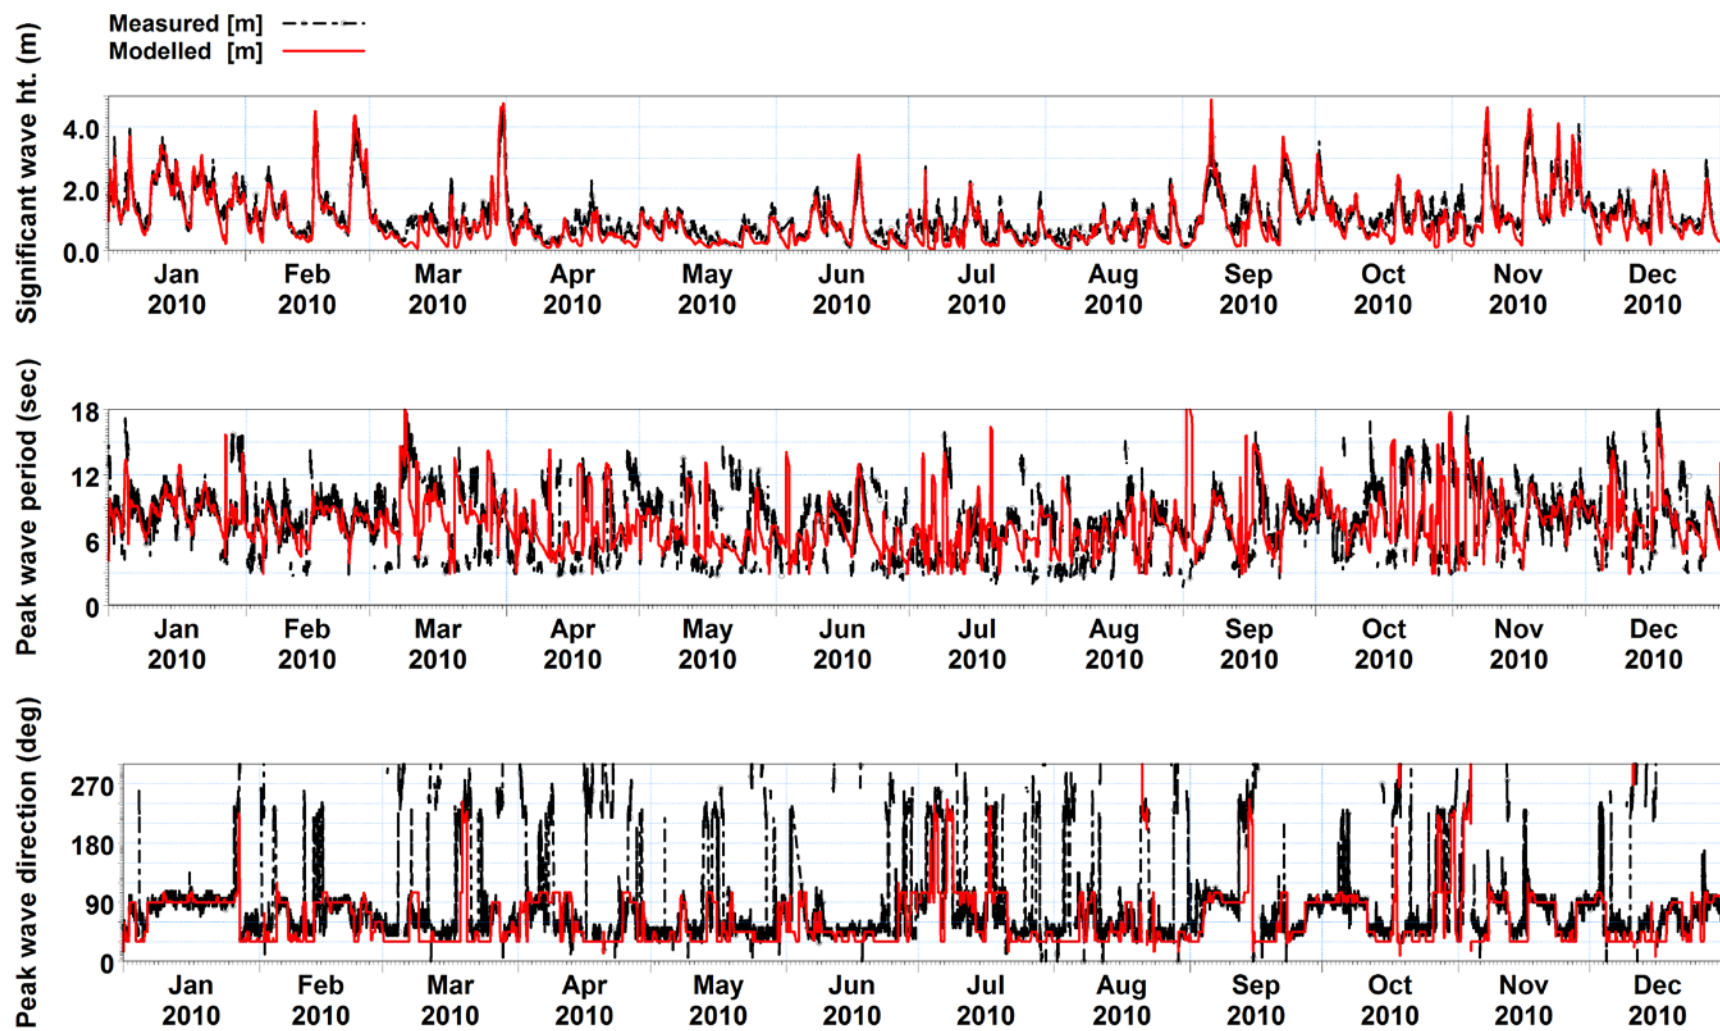 Measured [m]
Modelled [m]
Significant wave ht. (m)
4.0
2.0
0.0
Jan Feb Mar Apr May Jun Jul Aug Sep Oct Nov Dec
2010 2010 2010 2010 2010 2010 2010 2010 2010 2010 2010 2010
Peak wave period (sec)
18
12
6
0
Jan Feb Mar Apr May Jun Jul Aug Sep Oct Nov Dec
2010 2010 2010 2010 2010 2010 2010 2010 2010 2010 2010 2010
Peak wave direction (deg)
270
180
90
0
Jan Feb Mar Apr May Jun Jul Aug Sep Oct Nov Dec
2010 2010 2010 2010 2010 2010 2010 2010 2010 2010 2010 2010